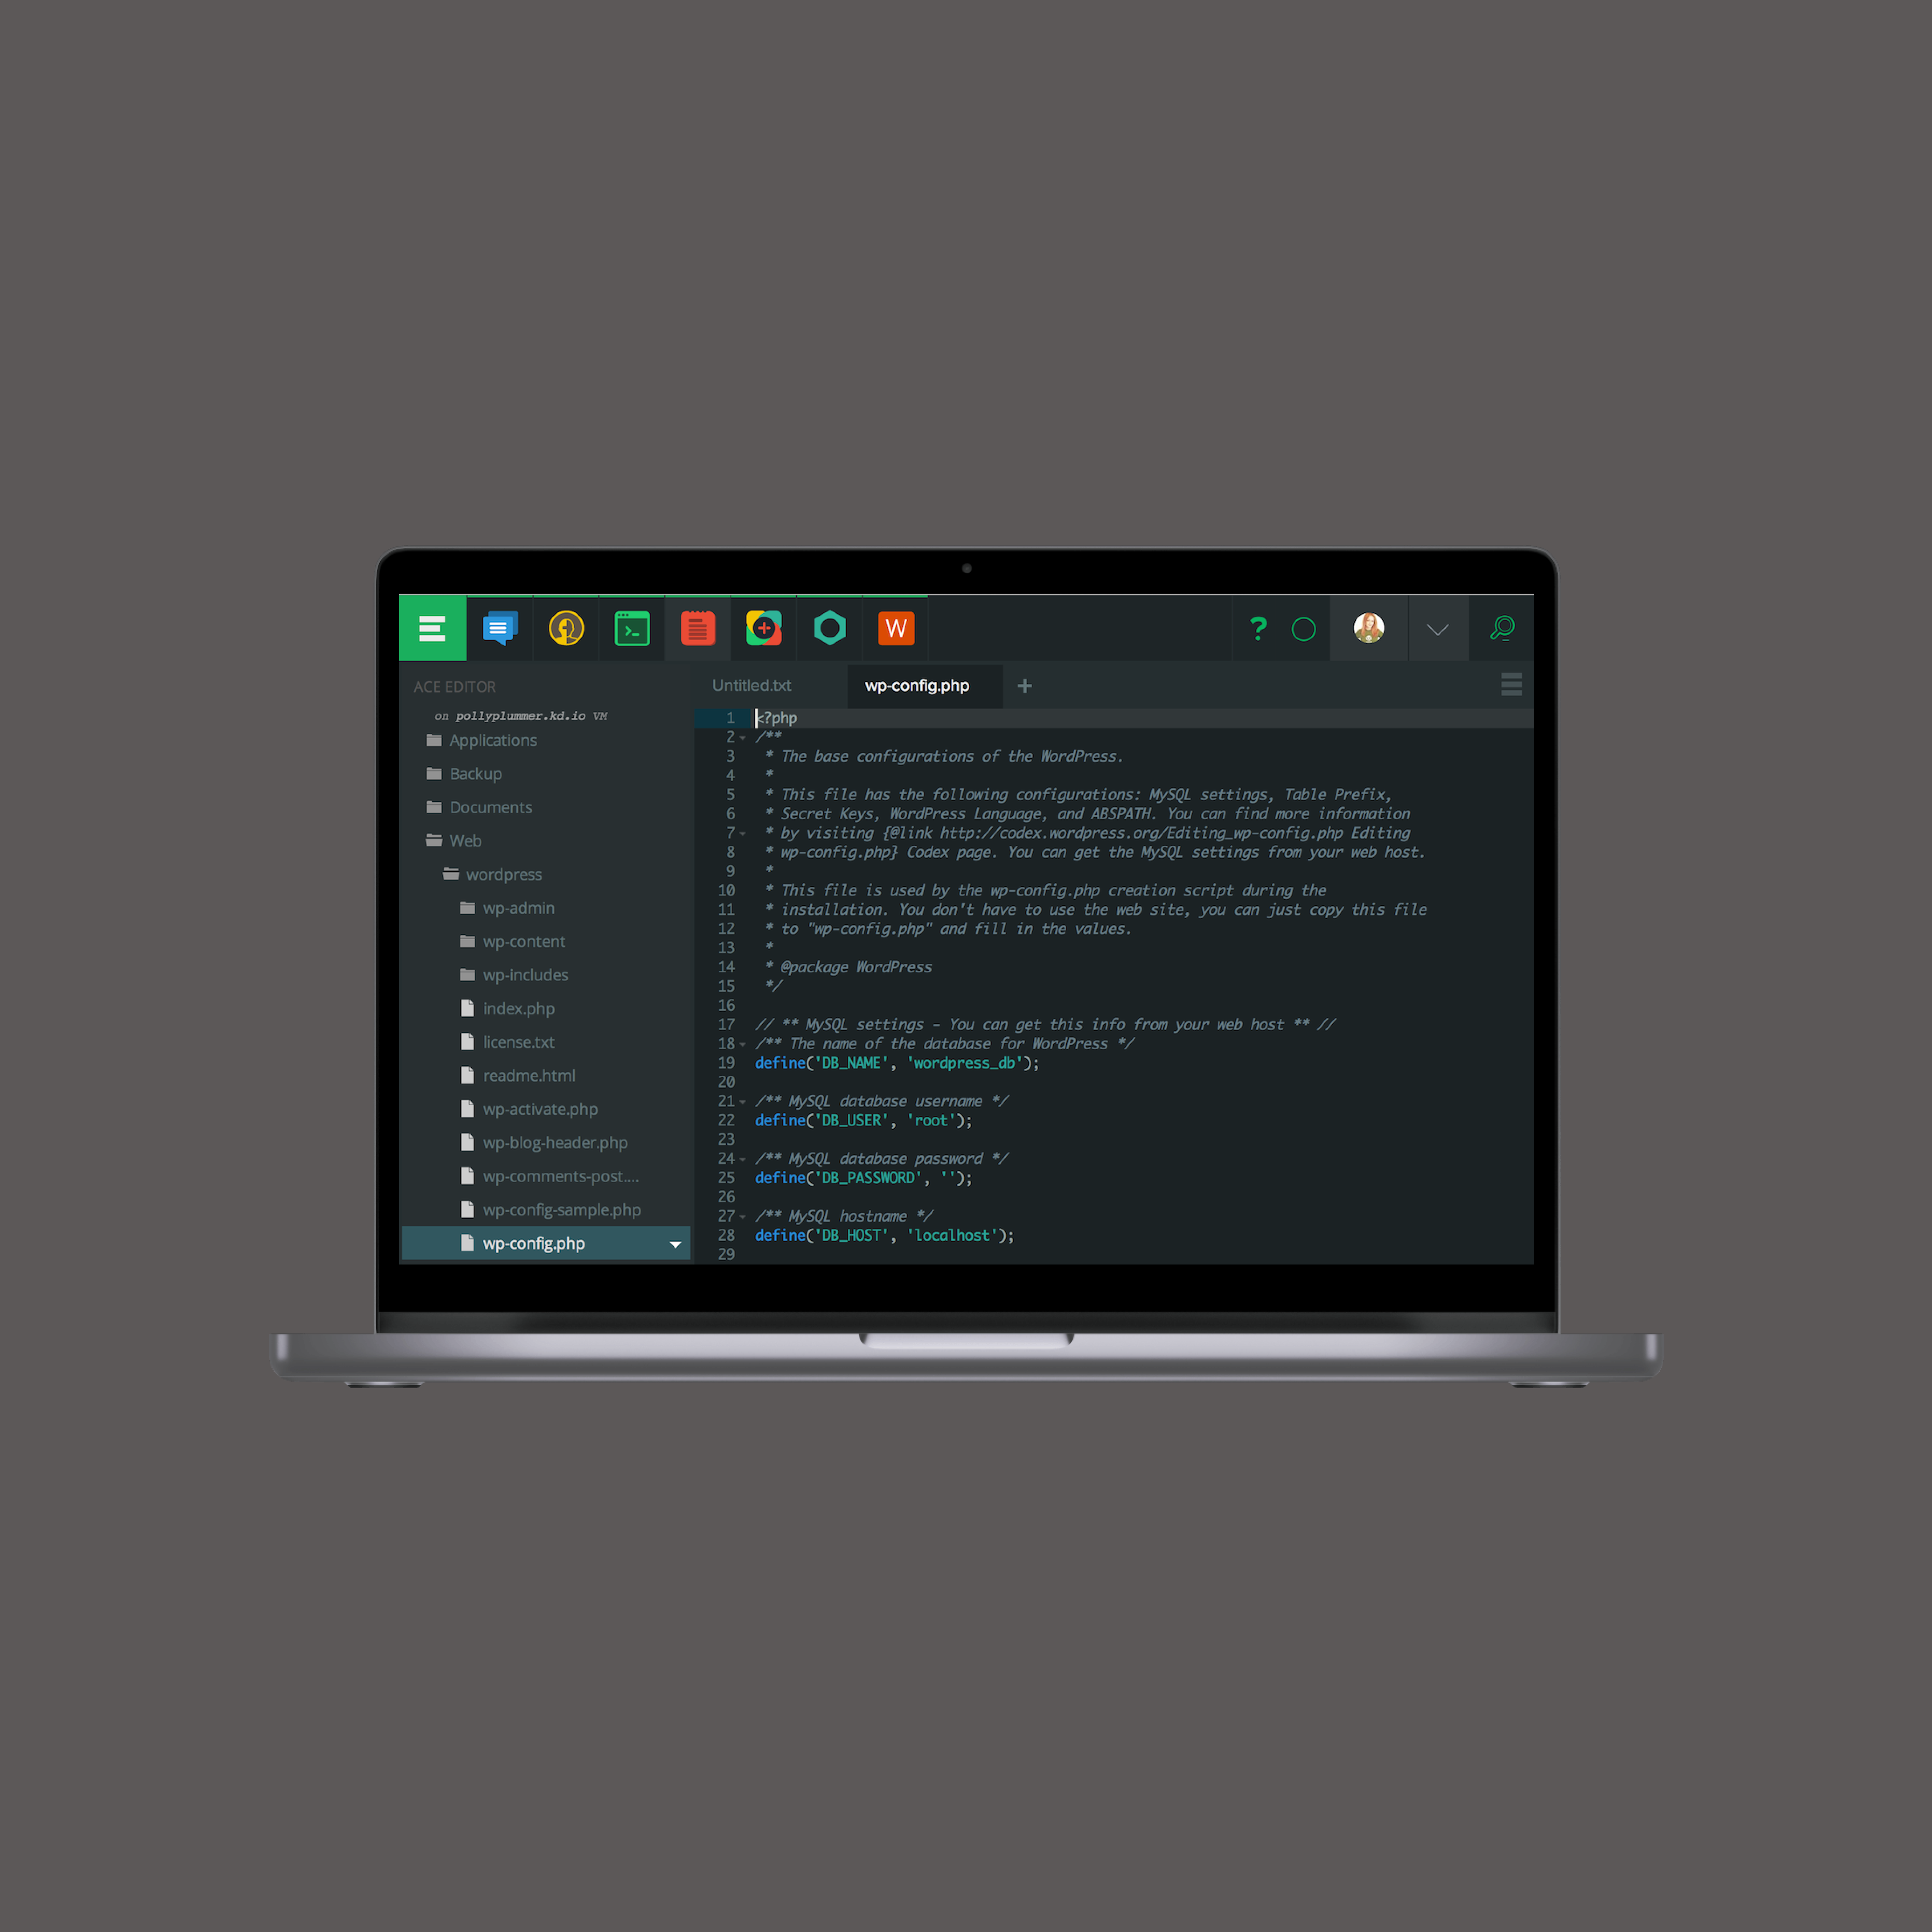 W
?
ACE EDITOR
on pollyplummer.kd.io VM
Applications
Backup
Documents
Web
wordpress
wp-admin
wp-content
wp-includes
index.php
license.txt
readme.html
wp-activate.php
wp-blog-header.php
wp-comments-post....
wp-config-sample.php
wp-config.php
Untitled.txt wp-config.php +
1 <?php
2 /**
3 * The base configurations of the WordPress.
4 *
5 * This file has the following configurations: MySQL settings, Table Prefix,
6 * Secret Keys, WordPress Language, and ABSPATH. You can find more information
7 * by visiting {@link http://codex.wordpress.org/Editing_wp-config.php Editing
8 * wp-config.php} Codex page. You can get the MySQL settings from your web host.
9 *
10 * This file is used by the wp-config.php creation script during the
11 * installation. You don't have to use the web site, you can just copy this file
12 * to "wp-config.php" and fill in the values.
13 *
14 * @package WordPress
15 */
16
17 // ** MySQL settings - You can get this info from your web host ** //
18 /** The name of the database for WordPress */
19 define('DB_NAME', 'wordpress_db');
20
21 /** MySQL database username */
22 define('DB_USER', 'root');
23
24 /** MySQL database password */
25 define('DB_PASSWORD', '');
26
27 /** MySQL hostname */
28 define('DB_HOST', 'localhost');
29